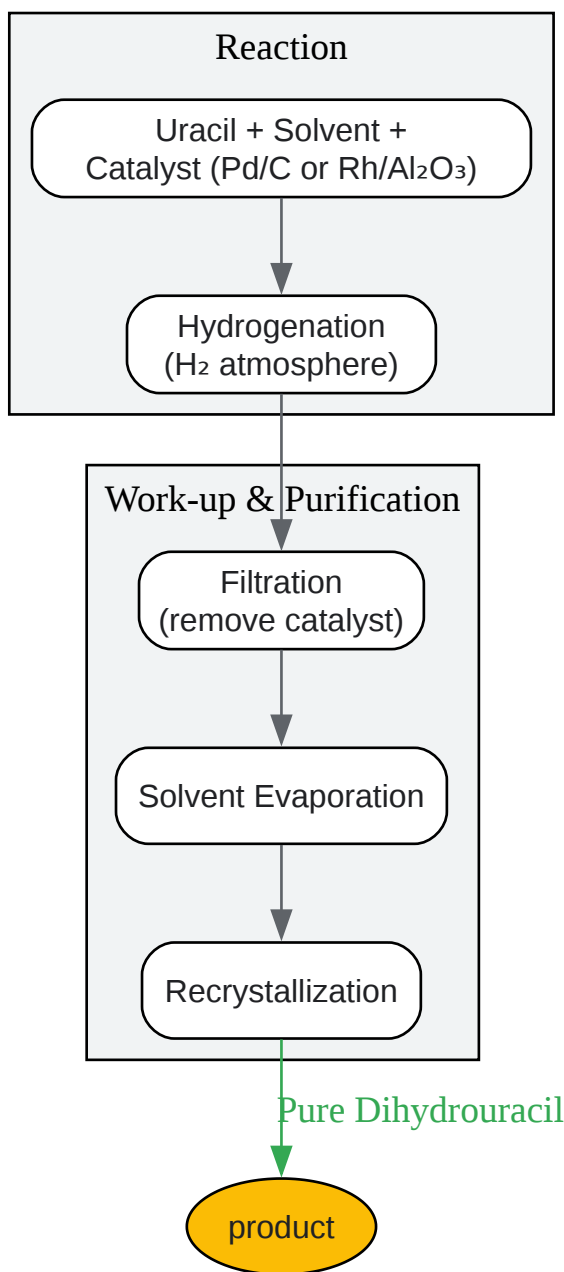 Reaction
Uracil + Solvent +
Catalyst (Pd/C or Rh/Al₂O₃)
Hydrogenation
(H₂ atmosphere)
Work-up & Purification
Filtration
(remove catalyst)
Solvent Evaporation
Recrystallization
Pure Dihydrouracil
product